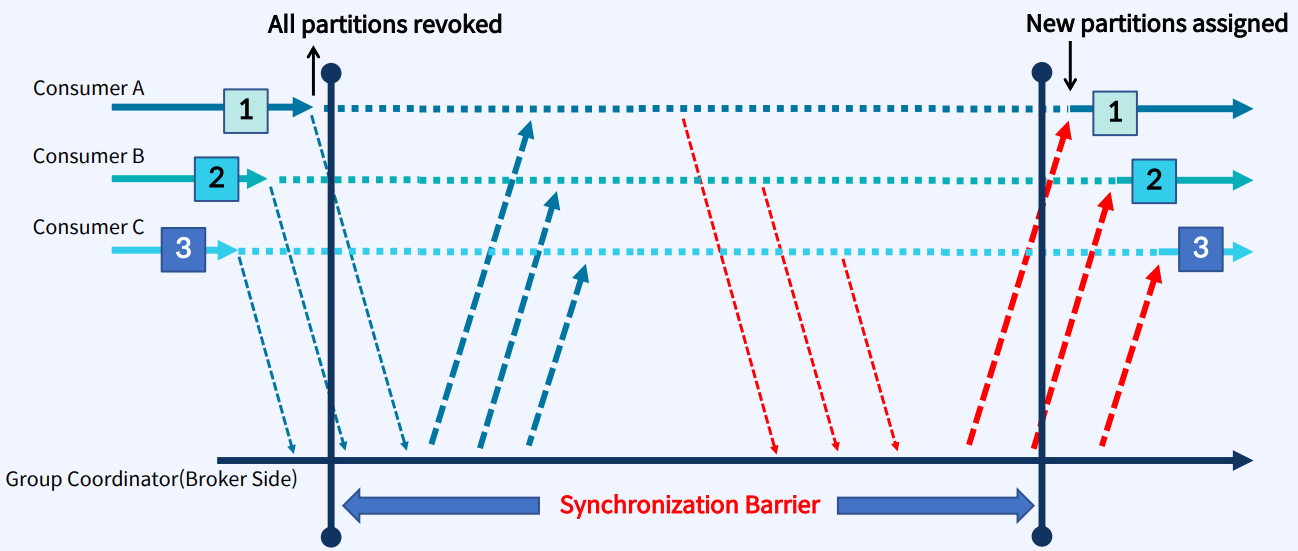 All partitions revoked
New partitions assigned
Consumer A
1
1
Consumer B
2
2
Consumer C
3
3
Group Coordinator(Broker Side)
Synchronization Barrier